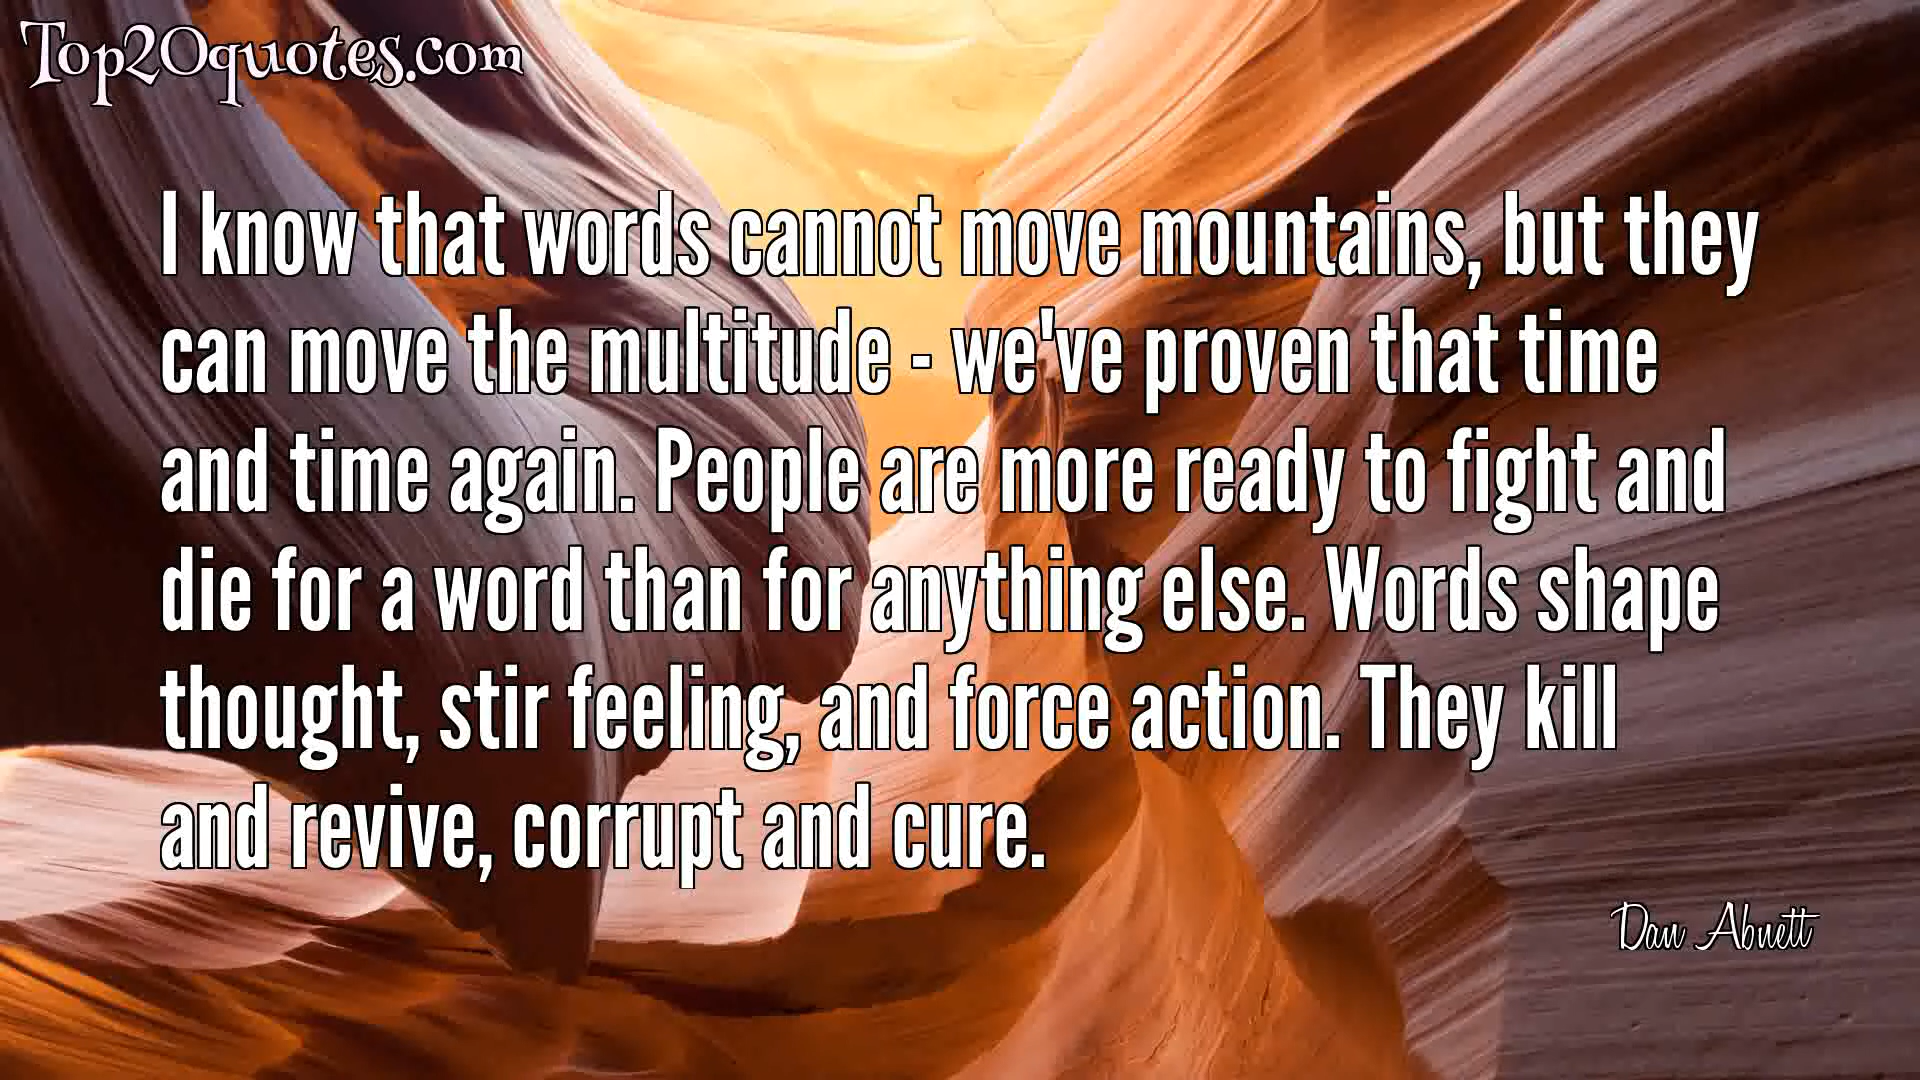 Top20quotes.com
I know that words cannot move mountains, but they
can move the multitude - we've proven that time
and time again. People are more ready to fight and
die for a word than for anything else. Words shape
thought, stir feeling, and force action. They kill
and revive, corrupt and cure.
Dan Abnett